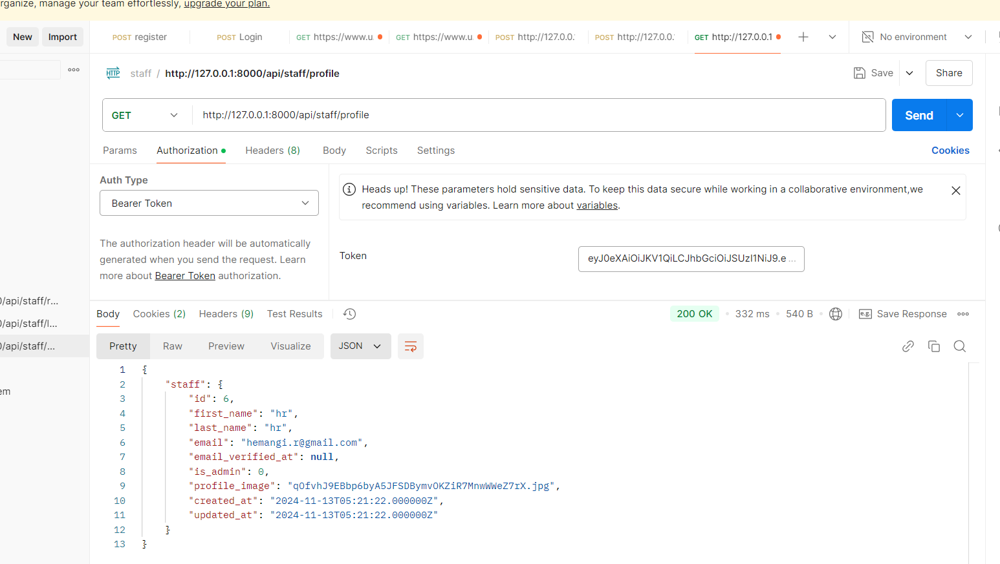 rganize, manage your team effortlessly, upgrade your plan.
New Import POST register POST Login GET https://www.u. GET https://www.u. POST http://127.0.0.' POST http://127.0.0.' GET http://127.0.0.1 No environment
HTTP staff / http://127.0.0.1:8000/api/staff/profile Save Share
GET http://127.0.0.1:8000/api/staff/profile Send
Params Authorization Headers (8) Body Scripts Settings Cookies
Auth Type
Bearer Token
The authorization header will be automatically
generated when you send the request. Learn
more about Bearer Token authorization.
Heads up! These parameters hold sensitive data. To keep this data secure while working in a collaborative environment,we
recommend using variables. Learn more about variables.
Token eyJ0eXAiOiJKV1QiLCJhbGciOiJSUzI1NiJ9.e ...
0/api/staff/r...
0/api/staff/l...
0/api/staff/...
em
Body Cookies (2) Headers (9) Test Results 200 OK 332 ms 540 B e.g. Save Response
Pretty Raw Preview Visualize JSON
1 {
2 "staff": {
3 "id": 6,
4 "first_name": "hr",
5 "last_name": "hr",
6 "email": "hemangi.r@gmail.com",
7 "email_verified_at": null,
8 "is_admin": 0,
9 "profile_image": "qOfvhJ9EBbp6byA5JFSDBymvOKZiR7MnwWWeZ7rX.jpg",
10 "created_at": "2024-11-13T05:21:22.000000Z",
11 "updated_at": "2024-11-13T05:21:22.000000Z"
12 }
13 }